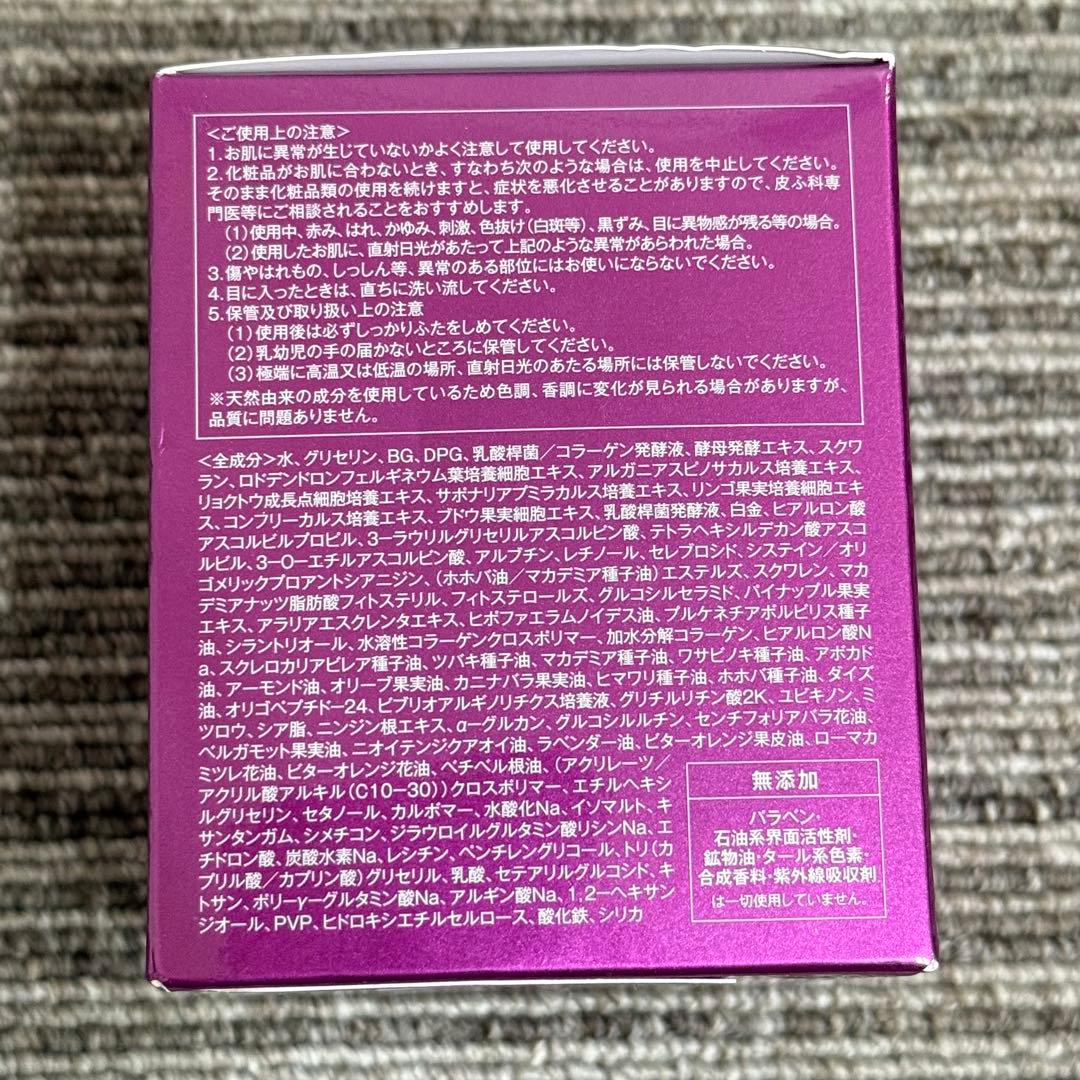 <ご使用上の注意>
1.お肌に異常が生じていないかよく注意して使用してください。
2.化粧品がお肌に合わないとき、すなわち次のような場合は、使用を中止してください。
そのまま化粧品類の使用を続けますと、症状を悪化させることがありますので、皮ふ科専
門医等にご相談されることをおすすめします。
(1)使用中、赤み、はれ、かゆみ、刺激、色抜け(白斑等)、黒ずみ、目に異物感が残る等の場合。
(2)使用したお肌に、直射日光があたって上記のような異常があらわれた場合。
3.傷やはれもの、しっしん等、異常のある部位にはお使いにならないでください。
4.目に入ったときは、直ちに洗い流してください。
5.保管及び取り扱い上の注意
(1)使用後は必ずしっかりふたをしめてください。
(2)乳幼児の手の届かないところに保管してください。
(3)極端に高温又は低温の場所、直射日光のあたる場所には保管しないでください。
※天然由来の成分を使用しているため色調、香調に変化が見られる場合がありますが、
品質に問題ありません。
<全成分>水、グリセリン、BG、DPG、乳酸桿菌/コラーゲン発酵液、酵母発酵エキス、スクワ
ラン、ロドデンドロンフェルギネウム葉培養細胞エキス、アルガニアスピノサカルス培養エキス、
リョクトウ成長点細胞培養エキス、サポナリアプミラカルス培養エキス、リンゴ果実培養細胞エキ
ス、コンフリーカルス培養エキス、ブドウ果実細胞エキス、乳酸桿菌発酵液、白金、ヒアルロン酸
アスコルビルプロピル、3-ラウリルグリセリルアスコルビン酸、テトラヘキシルデカン酸アスコ
ルビル、3-O-エチルアスコルビン酸、アルブチン、レチノール、セレブロシド、システイン/オリ
ゴメリックプロアントシアニジン、(ホホバ油/マカデミア種子油)エステルズ、スクワレン、マカ
デミアナッツ脂肪酸フィトステリル、フィトステロールズ、グルコシルセラミド、パイナップル果実
エキス、アラリアエスクレンタエキス、ヒポファエラムノイデス油、プルケネチアボルビリス種子
油、シラントリオール、水溶性コラーゲンクロスポリマー、加水分解コラーゲン、ヒアルロン酸N
a、スクレロカリアビレア種子油、ツバキ種子油、マカデミア種子油、ワサビノキ種子油、アボカド
油、アーモンド油、オリーブ果実油、カニナバラ果実油、ヒマワリ種子油、ホホバ種子油、ダイズ
油、オリゴペプチド-24、ビブリオアルギノリチクス培養液、グリチルリチン酸2K、ユビキノン、ミ
ツロウ、シア脂、ニンジン根エキス、α-グルカン、グルコシルルチン、センチフォリアバラ花油、
ベルガモット果実油、ニオイテンジクアオイ油、ラベンダー油、ビターオレンジ果皮油、ローマカ
ミツレ花油、ビターオレンジ花油、ベチベル根油、(アクリレーツ/
アクリル酸アルキル(C10-30))クロスポリマー、エチルヘキシ
ルグリセリン、セタノール、カルボマー、水酸化Na、イソマルト、キ
サンタンガム、シメチコン、ジラウロイルグルタミン酸リシンNa、エ
チドロン酸、炭酸水素Na、レシチン、ペンチレングリコール、トリ(カ
プリル酸/カプリン酸)グリセリル、乳酸、セテアリルグルコシド、キ
トサン、ポリ-γ-グルタミン酸Na、アルギン酸Na、1,2-ヘキサン
ジオール、PVP、ヒドロキシエチルセルロース、酸化鉄、シリカ
無添加
パラベン・
石油系界面活性剤・
鉱物油・タール系色素・
合成香料・紫外線吸収剤
は一切使用していません。